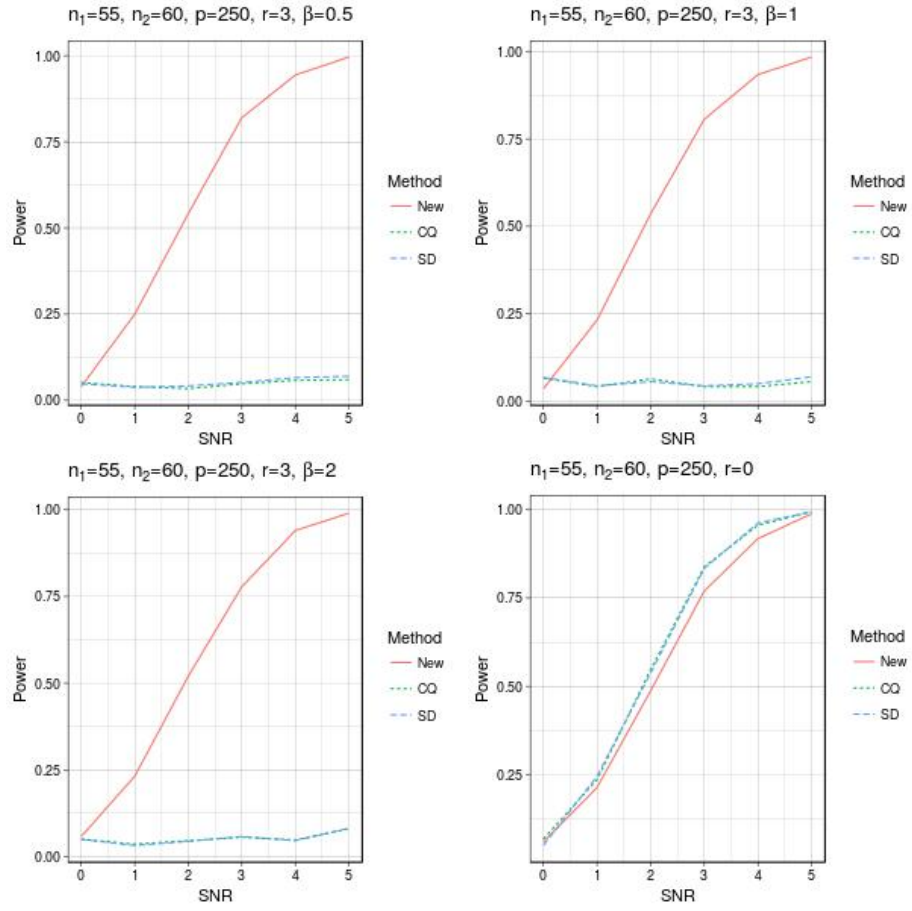 n₁=55, n₂=60, p=250, r=3, β=0.5
1.00
0.75
0.50
0.25
0.00
Power
0 1 2 3 4 5
SNR
Method
New
CQ
SD
n₁=55, n₂=60, p=250, r=3, β=1
1.00
0.75
0.50
0.25
0.00
Power
0 1 2 3 4 5
SNR
Method
New
CQ
SD
n₁=55, n₂=60, p=250, r=3, β=2
1.00
0.75
0.50
0.25
0.00
Power
0 1 2 3 4 5
SNR
Method
New
CQ
SD
n₁=55, n₂=60, p=250, r=0
1.00
0.75
0.50
0.25
Power
0 1 2 3 4 5
SNR
Method
New
CQ
SD